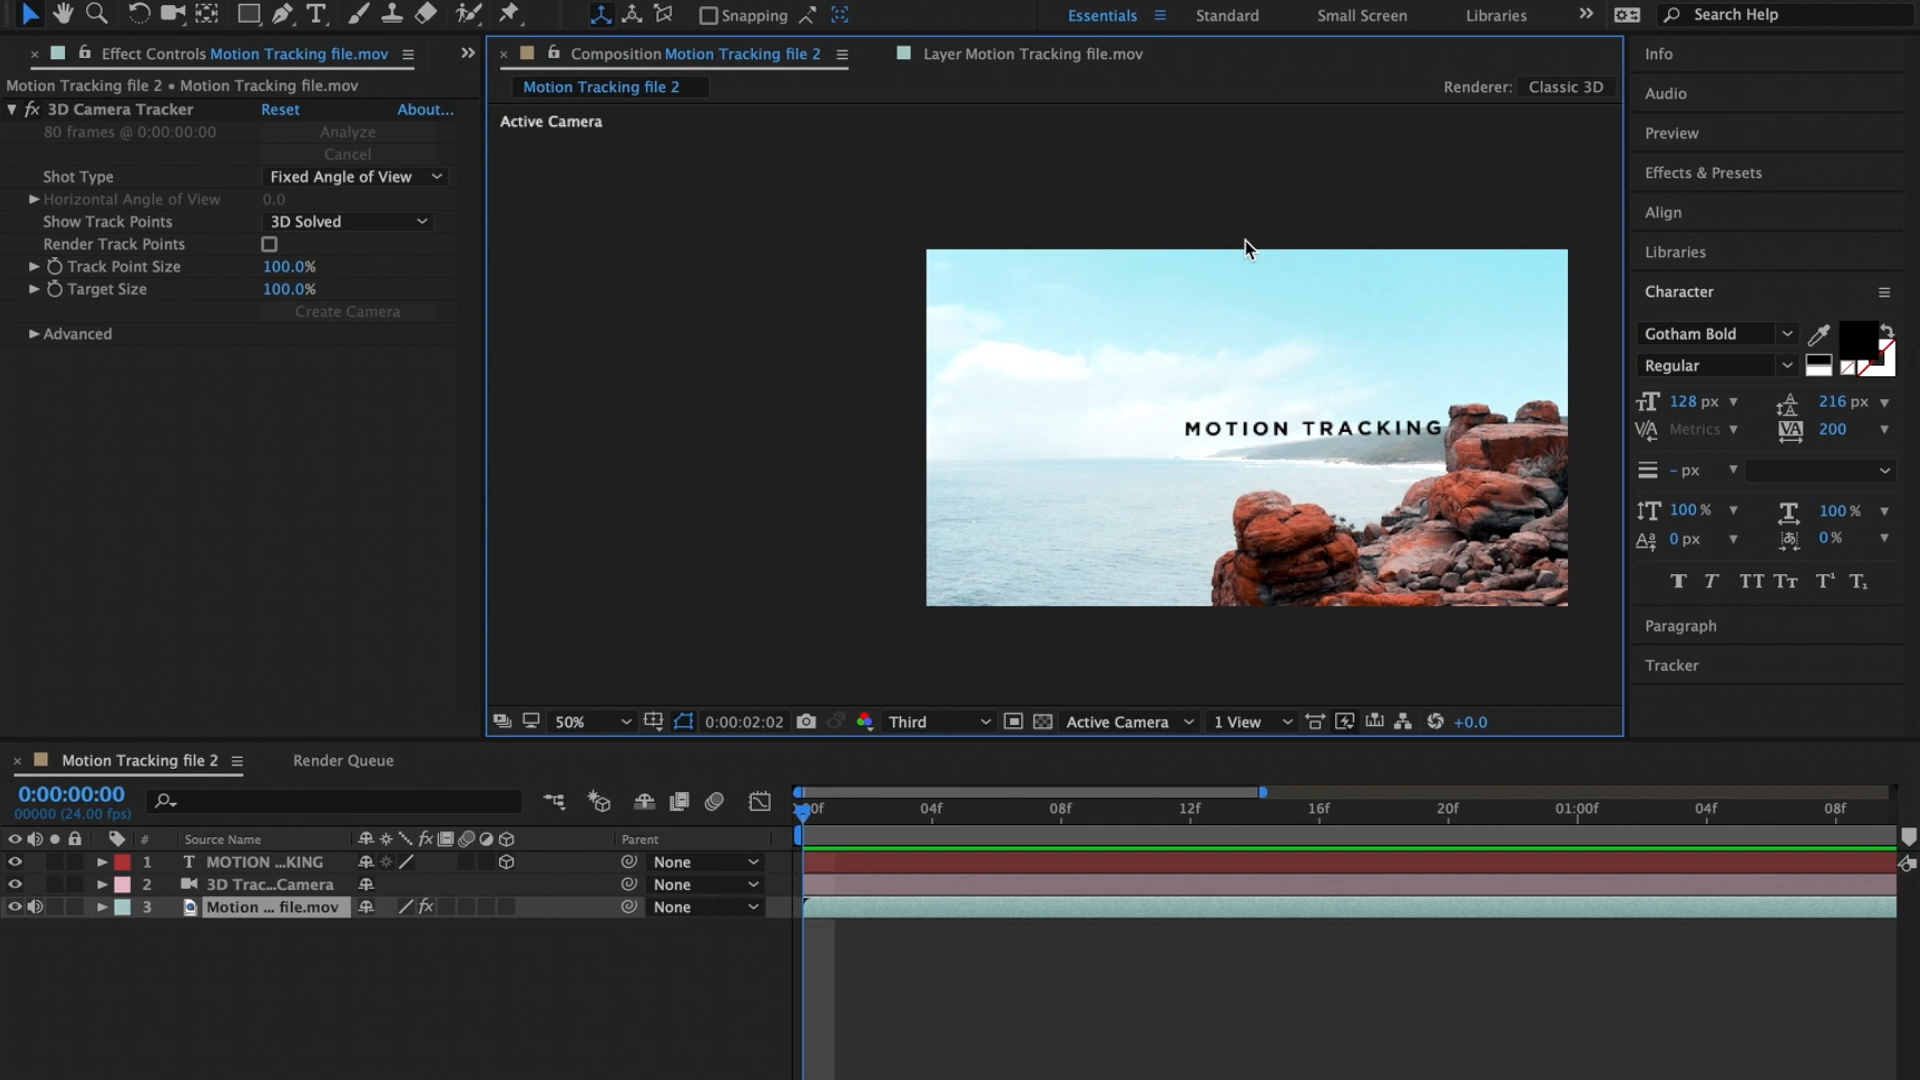 Snapping
Essentials
Standard
Small Screen
Libraries
Search Help
Effect Controls Motion Tracking file.mov
Motion Tracking file 2 • Motion Tracking file.mov
fx 3D Camera Tracker Reset About...
80 frames @ 0:00:00:00 Analyze
Cancel
Shot Type Fixed Angle of View
Horizontal Angle of View 0.0
Show Track Points 3D Solved
Render Track Points
Track Point Size 100.0%
Target Size 100.0%
Create Camera
Advanced
Composition Motion Tracking file 2
Layer Motion Tracking file.mov
Motion Tracking file 2
Renderer: Classic 3D
Active Camera
MOTION TRACKING
50% 0:00:02:02 Third Active Camera 1 View +0.0
Info
Audio
Preview
Effects & Presets
Align
Libraries
Character
Gotham Bold
Regular
128 px 216 px
Metrics 200
- px
100 % 100 %
0 px 0 %
T T TT Tт T¹ T₁
Paragraph
Tracker
Motion Tracking file 2
Render Queue
0:00:00:00
00000 (24.00 fps)
:00f 04f 08f 12f 16f 20f 01:00f 04f 08f
# Source Name fx Parent
1 T MOTION ...KING None
2 3D Trac...Camera None
3 Motion ... file.mov fx None